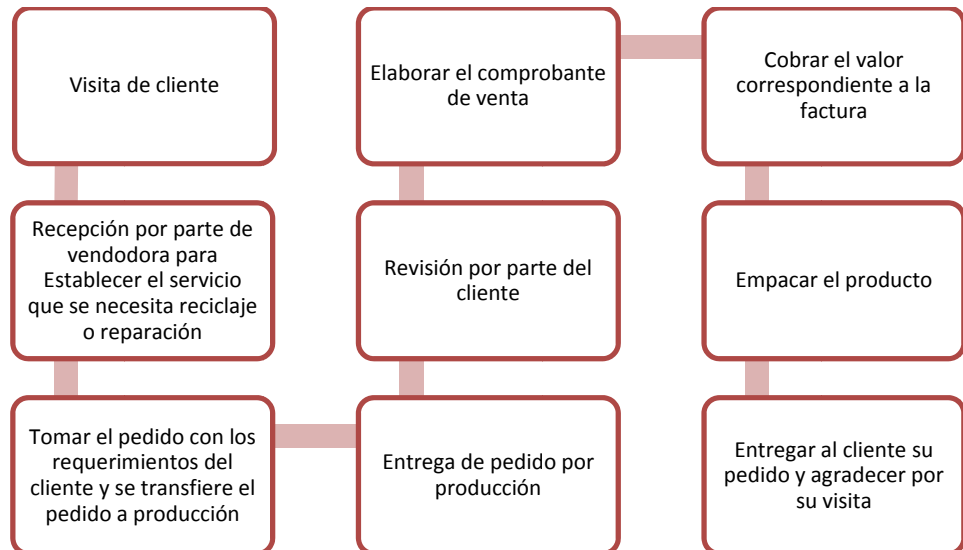 Visita de cliente
Recepción por parte de
vendodora para
Establecer el servicio
que se necesita reciclaje
o reparación
Tomar el pedido con los
requerimientos del
cliente y se transfiere el
pedido a producción
Entrega de pedido por
producción
Revisión por parte del
cliente
Elaborar el comprobante
de venta
Cobrar el valor
correspondiente a la
factura
Empacar el producto
Entregar al cliente su
pedido y agradecer por
su visita